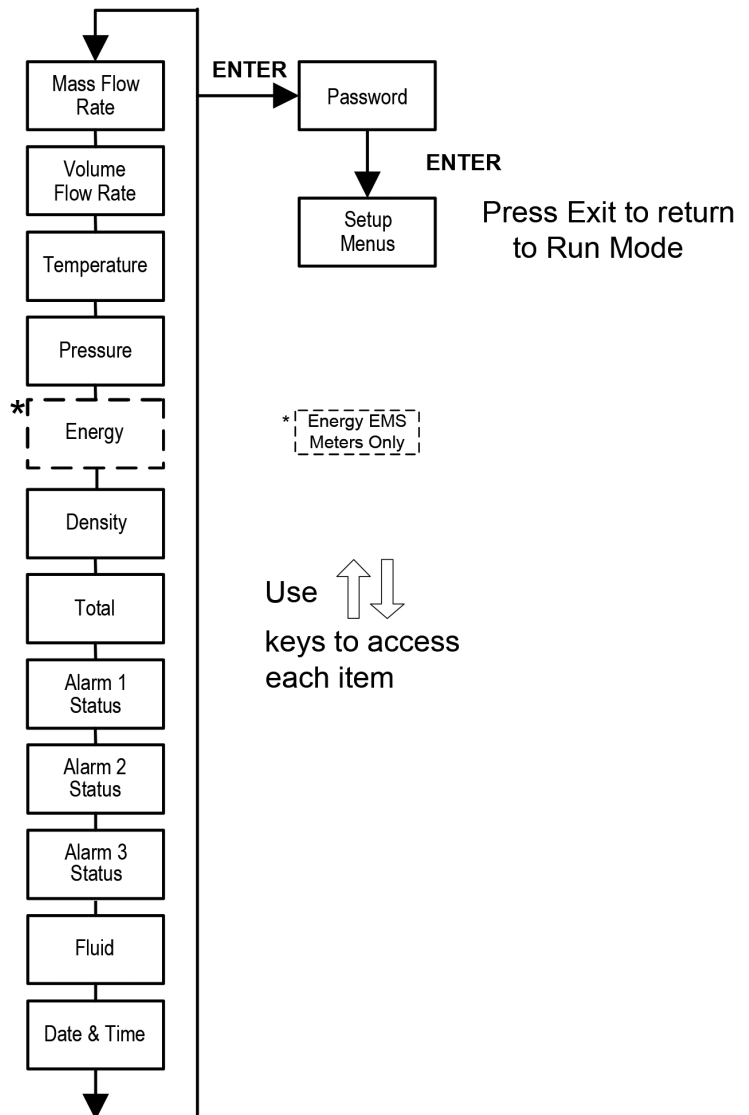 Mass Flow
Rate
Volume
Flow Rate
Temperature
Pressure
*
Energy
Density
Total
Alarm 1
Status
Alarm 2
Status
Alarm 3
Status
Fluid
Date & Time
ENTER
Password
ENTER
Setup
Menus
Press Exit to return
to Run Mode
* Energy EMS
Meters Only
Use
keys to access
each item